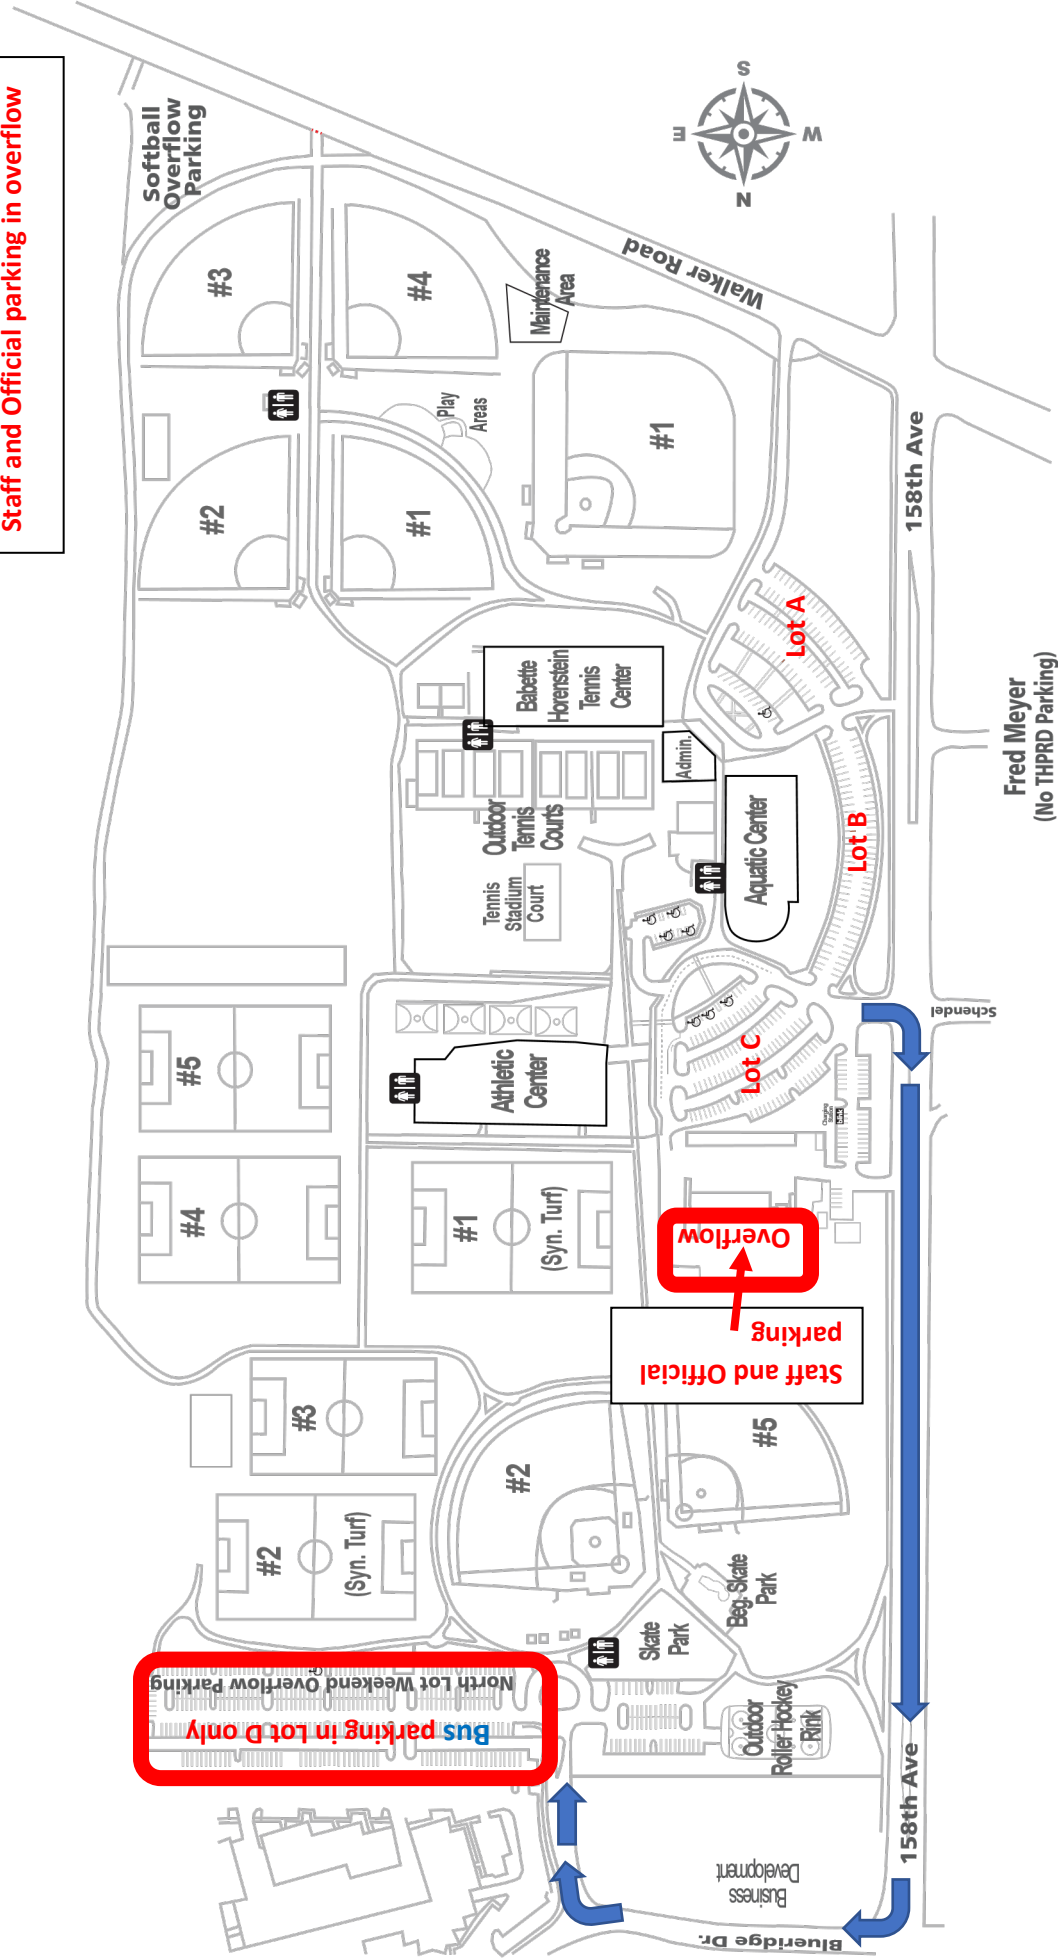 Staff and Official parking in overflow
Softball
Overflow
Parking
S
E
W
N
Walker Road
#3
#4
Maintenance
Area
Play
Areas
#2
#1
#1
158th Ave
Lot A
Babette
Horenstein
Tennis
Center
Admin.
Outdoor
Tennis
Courts
Tennis
Stadium
Court
Aquatic Center
Lot B
Fred Meyer
(No THPRD Parking)
Schendel
Lot C
Charging
Station
Athletic
Center
#5
#4
#1
(Syn. Turf)
Overflow
Staff and Official
parking
#3
#2
(Syn. Turf)
#2
#5
Beg. Skate
Park
Skate
Park
North Lot Weekend Overflow Parking
Bus parking in Lot D only
Outdoor
Roller Hockey
Rink
158th Ave
Business
Development
Blueridge Dr.